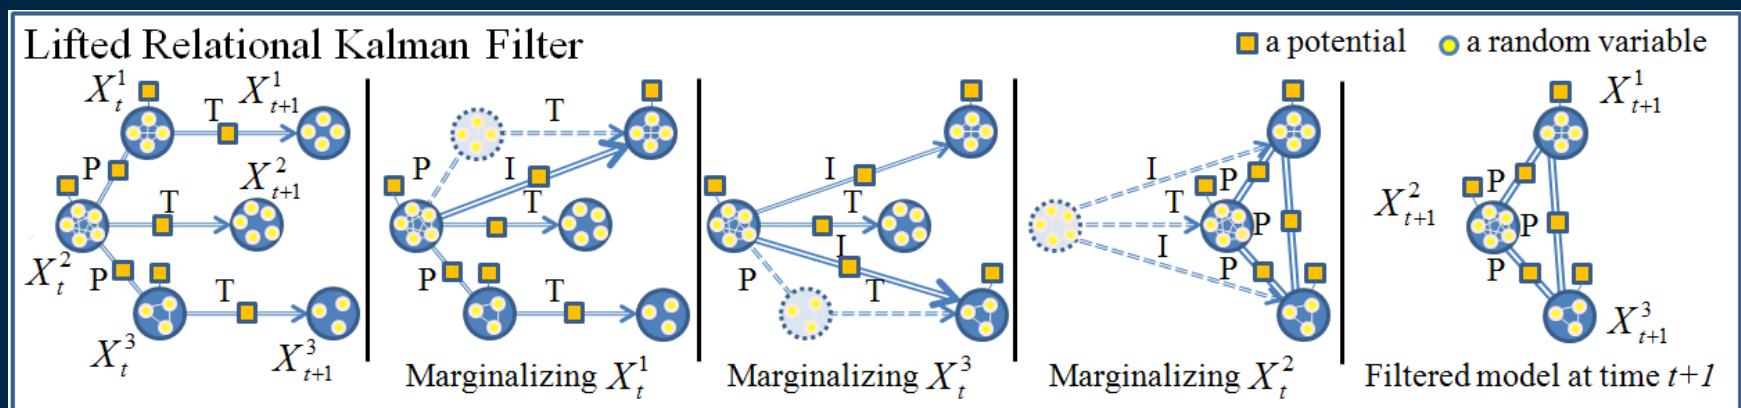 Lifted Relational Kalman Filter
a potential
a random variable
X_t^1
T
X_{t+1}^1
P
X_{t+1}^2
T
X_t^2
P
T
X_t^3
X_{t+1}^3
T
P
I
T
P
T
Marginalizing X_t^1
I
T
I
P
T
Marginalizing X_t^3
I
T
P
P
I
P
Marginalizing X_t^2
X_{t+1}^1
P
X_{t+1}^2
P
P
X_{t+1}^3
Filtered model at time t+1